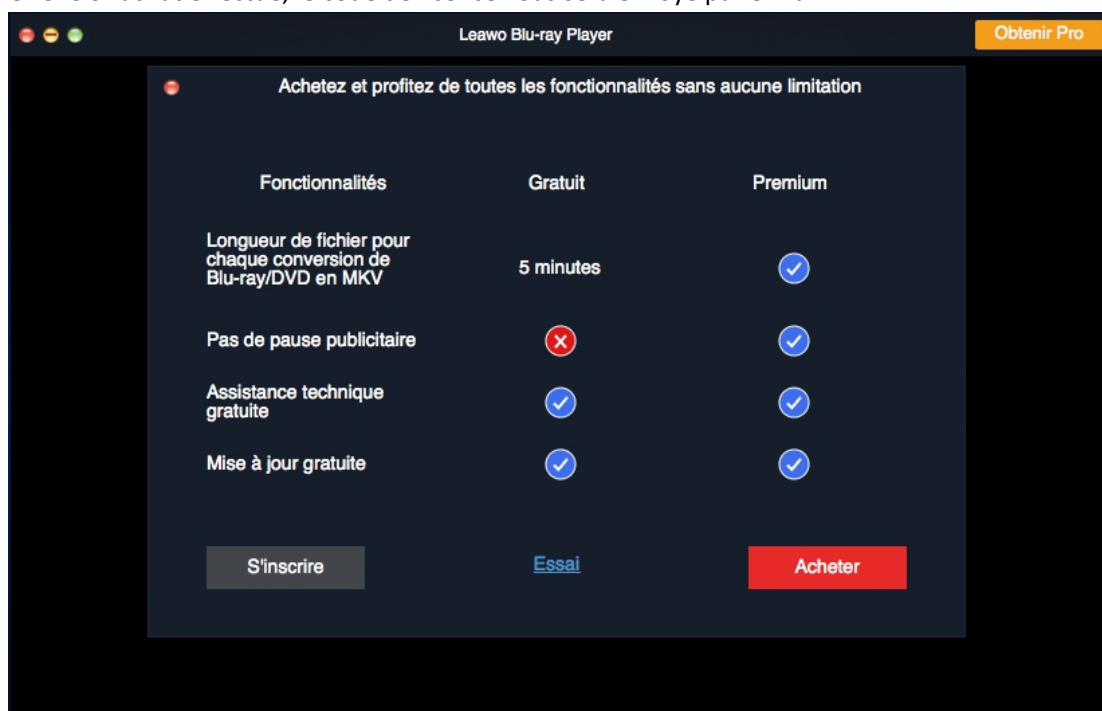 Leawo Blu-ray Player
Obtenir Pro
Achetez et profitez de toutes les fonctionnalités sans aucune limitation
Fonctionnalités Gratuit Premium
Longueur de fichier pour
chaque conversion de
Blu-ray/DVD en MKV
5 minutes
Pas de pause publicitaire
Assistance technique
gratuite
Mise à jour gratuite
S'inscrire Essai Acheter